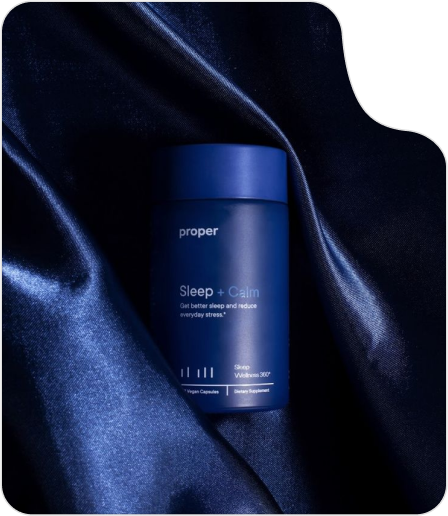 proper
Sleep + Calm
Get better sleep and reduce
everyday stress.*
Sleep
Wellness 360®
Vegan Capsules
Dietary Supplement